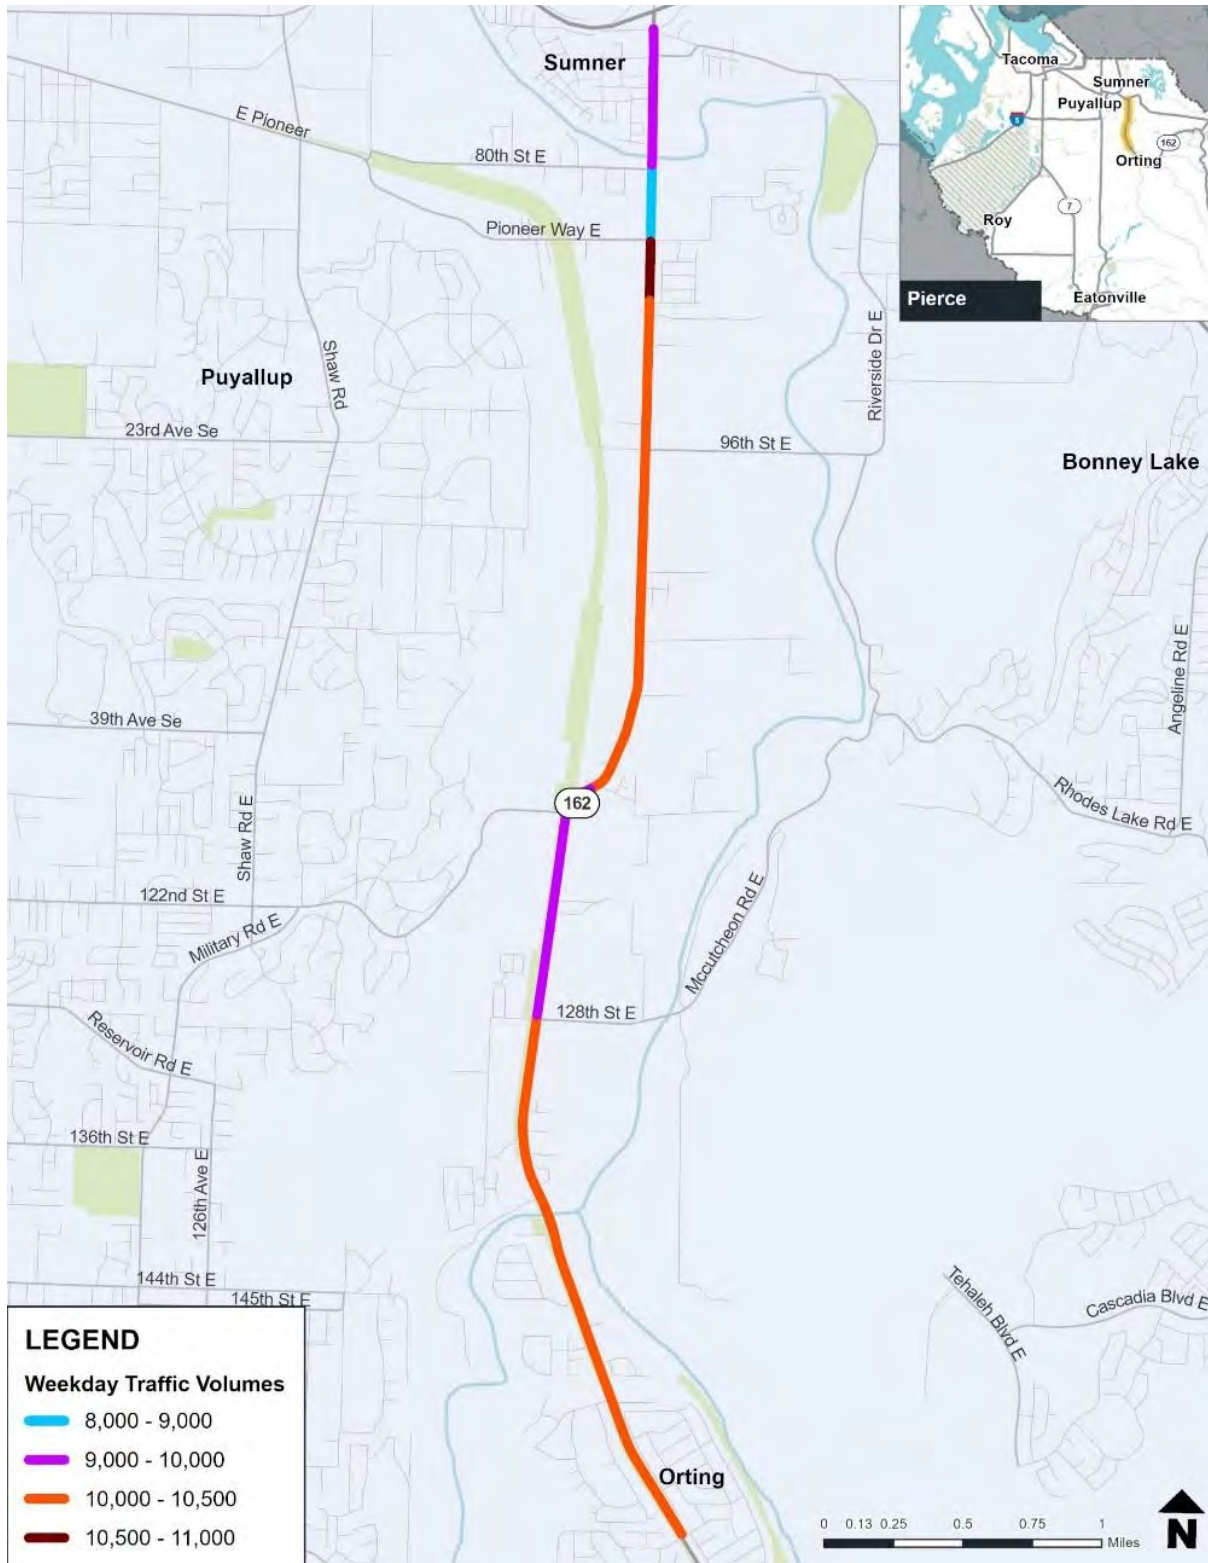 Sumner
E Pioneer
80th St E
Pioneer Way E
Tacoma
Sumner
Puyallup
5
162
Orting
7
Roy
Eatonville
Pierce
Shaw Rd
Puyallup
Riverside Dr E
23rd Ave Se
96th St E
Bonney Lake
39th Ave Se
Angeline Rd E
162
Rhodes Lake Rd E
Shaw Rd E
122nd St E
Military Rd E
Mccutcheon Rd E
128th St E
Reservoir Rd E
136th St E
126th Ave E
144th St E
145th St E
Tehaleh Blvd E
Cascadia Blvd E
LEGEND
Weekday Traffic Volumes
8,000 - 9,000
9,000 - 10,000
10,000 - 10,500
10,500 - 11,000
Orting
0 0.13 0.25 0.5 0.75 1
Miles
N